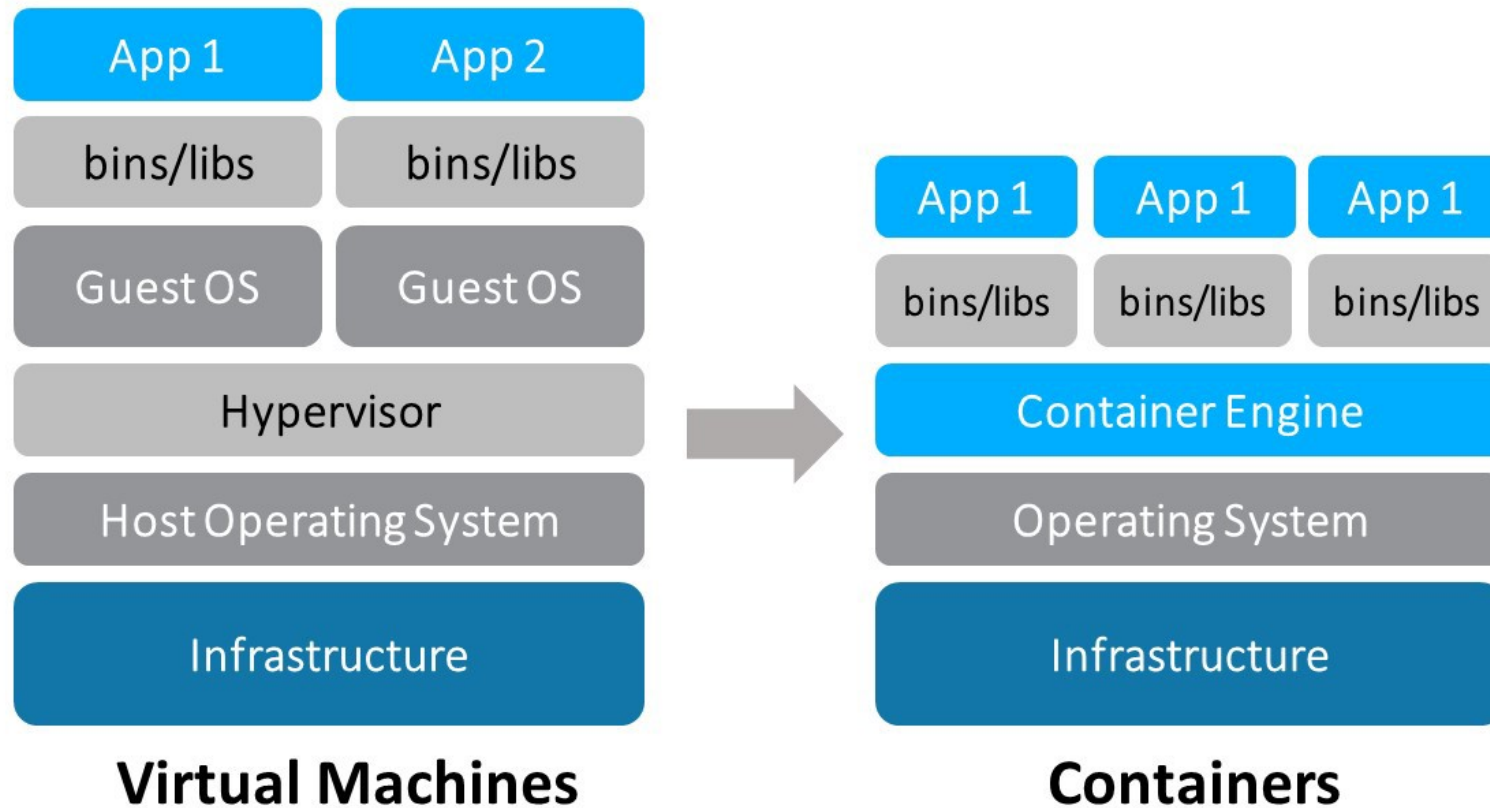 App 1
App 2
bins/libs
bins/libs
Guest OS
Guest OS
Hypervisor
Host Operating System
Infrastructure
Virtual Machines
App 1
App 1
App 1
bins/libs
bins/libs
bins/libs
Container Engine
Operating System
Infrastructure
Containers